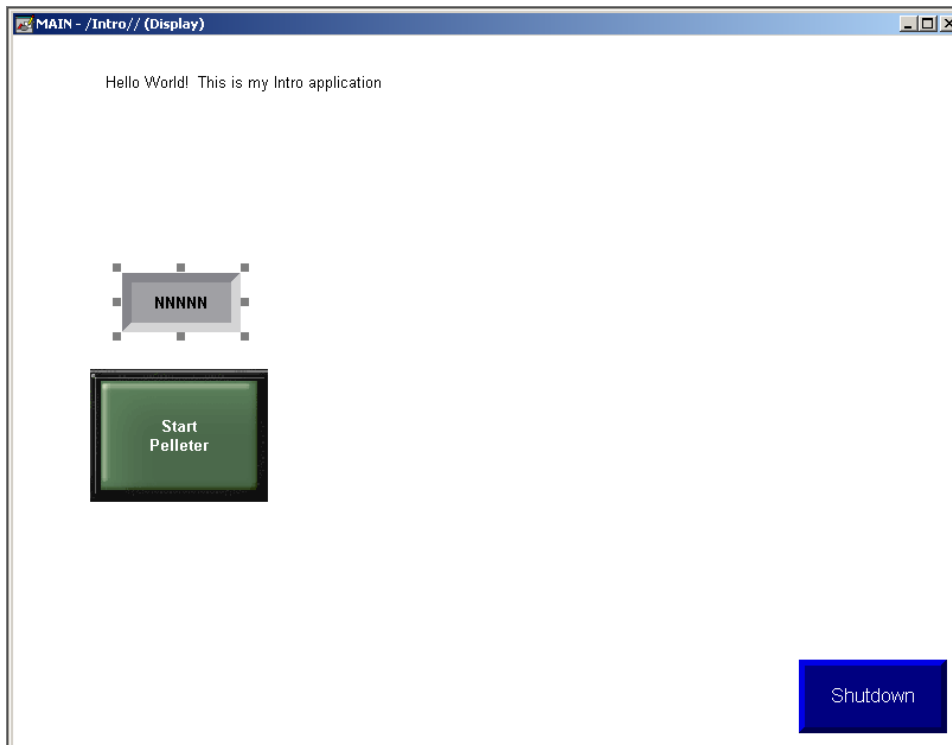 MAIN - /Intro// (Display)
Hello World!  This is my Intro application
NNNNN
Start
Pelleter
Shutdown